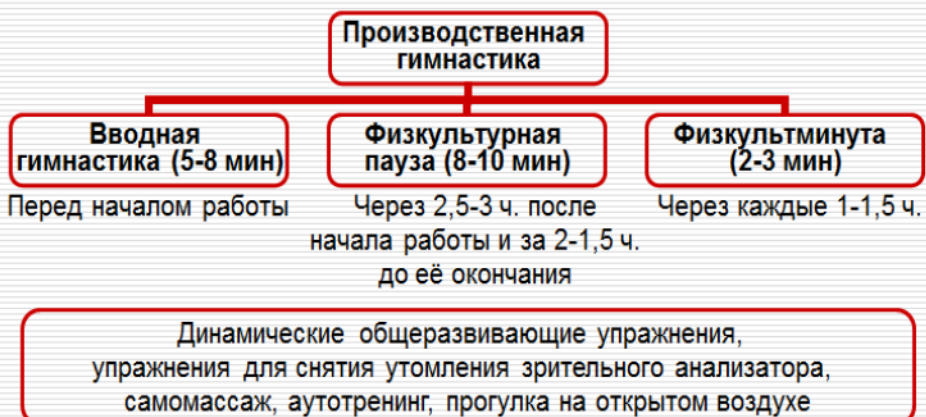 Производственная
гимнастика
Вводная
гимнастика (5-8 мин)
Физкультурная
пауза (8-10 мин)
Физкультминута
(2-3 мин)
Перед началом работы
Через 2,5-3 ч. после
начала работы и за 2-1,5 ч.
до её окончания
Через каждые 1-1,5 ч.
Динамические общеразвивающие упражнения,
упражнения для снятия утомления зрительного анализатора,
самомассаж, аутотренинг, прогулка на открытом воздухе